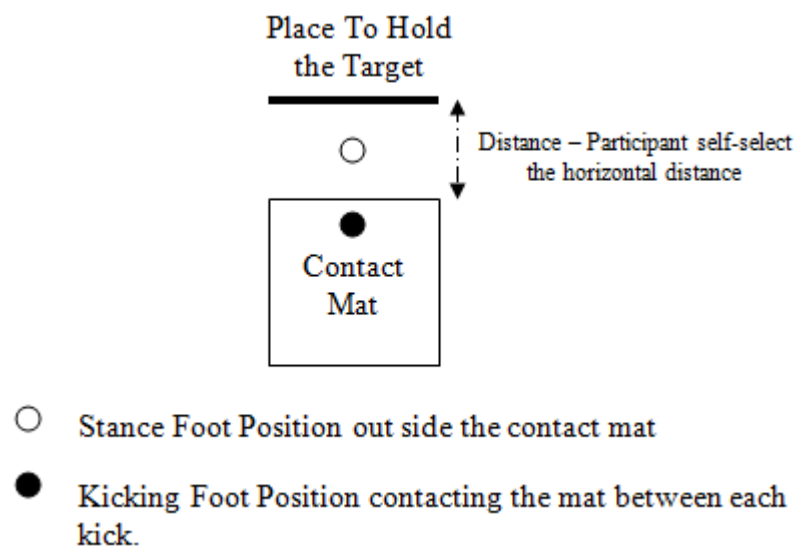 Place To Hold
the Target
Distance – Participant self-select
the horizontal distance
Contact
Mat
Stance Foot Position out side the contact mat
Kicking Foot Position contacting the mat between each
kick.